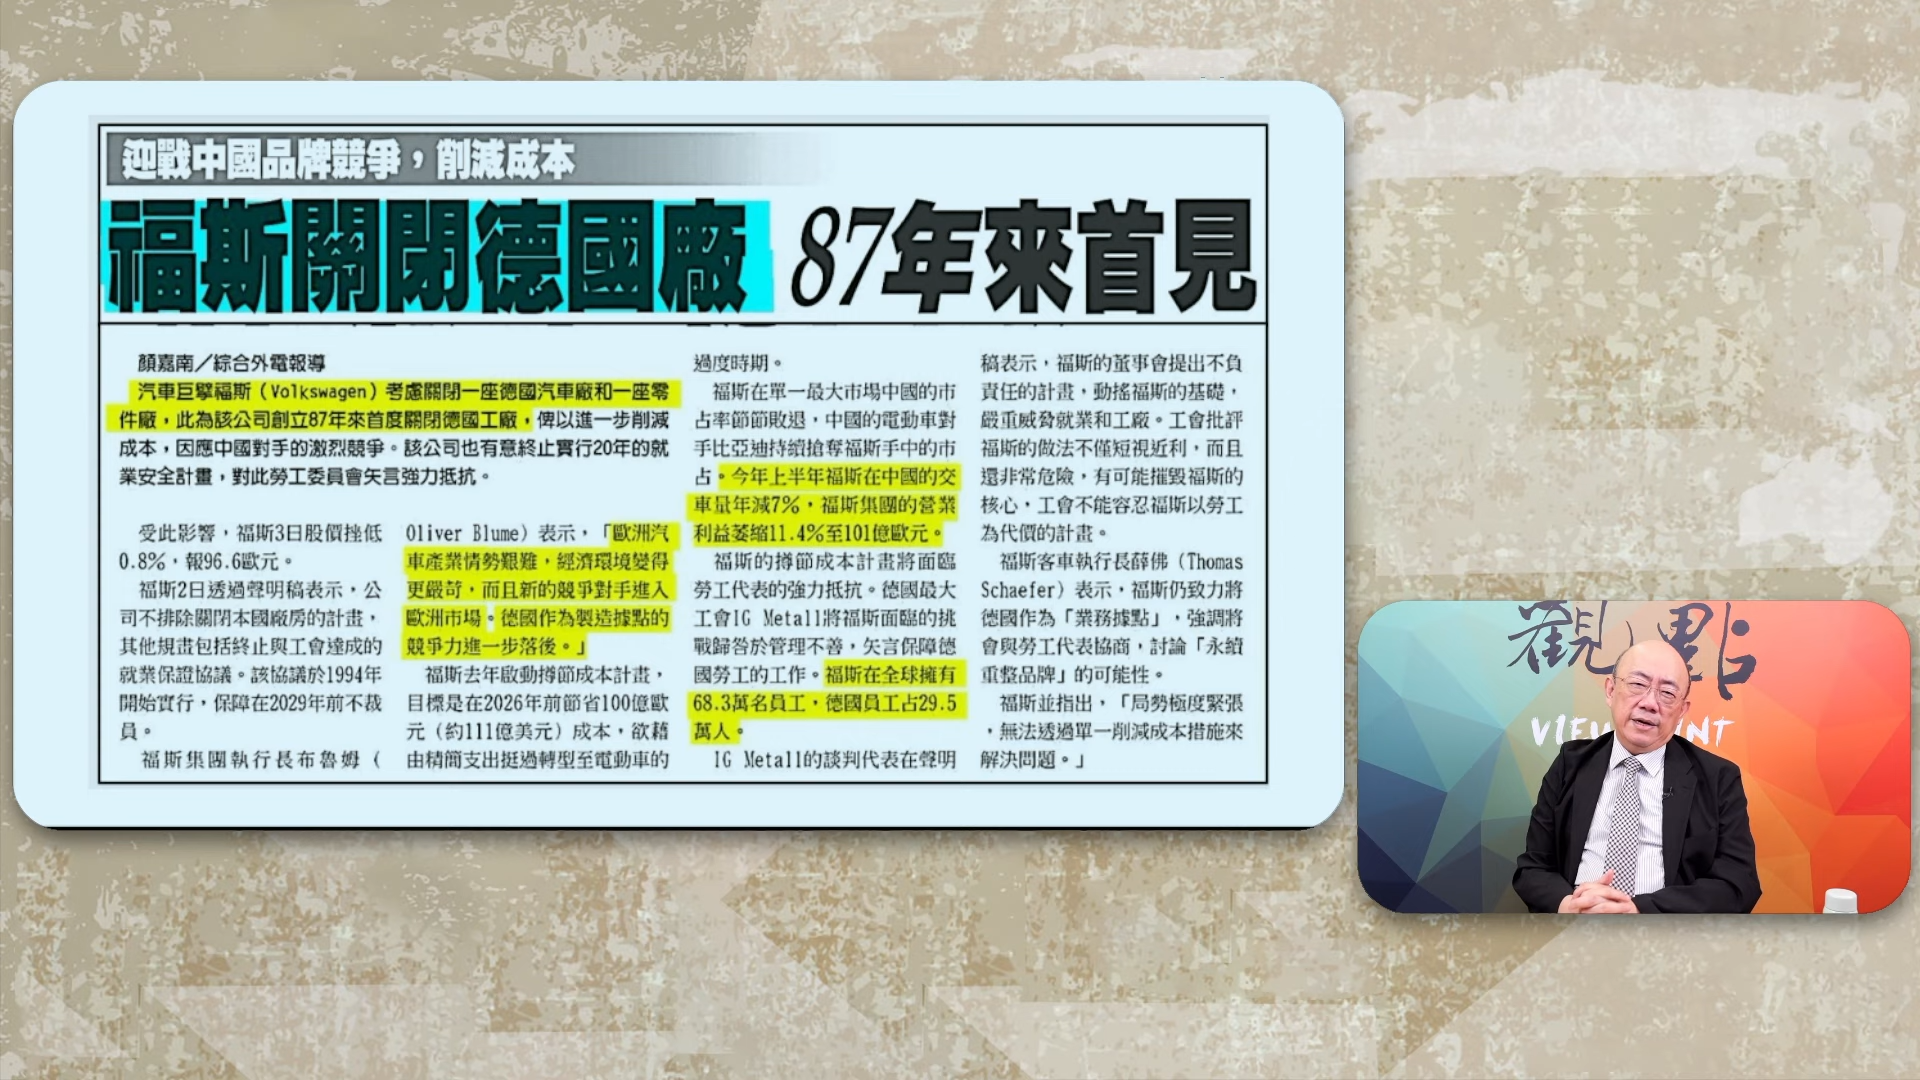 迎戰中國品牌競爭，削減成本
福斯關閉德國廠 87年來首見
顏嘉南／綜合外電報導
汽車巨擘福斯（Volkswagen）考慮關閉一座德國汽車廠和一座零
件廠，此為該公司創立87年來首度關閉德國工廠，俾以進一步削減
成本，因應中國對手的激烈競爭。該公司也有意終止實行20年的就
業安全計畫，對此勞工委員會矢言強力抵抗。
受此影響，福斯3日股價挫低
0.8%，報96.6歐元。
福斯2日透過聲明稿表示，公
司不排除關閉本國廠房的計畫，
其他規畫包括終止與工會達成的
就業保證協議。該協議於1994年
開始實行，保障在2029年前不裁
員。
福斯集團執行長布魯姆（
Oliver Blume）表示，「歐洲汽
車產業情勢艱難，經濟環境變得
更嚴苛，而且新的競爭對手進入
歐洲市場。德國作為製造據點的
競爭力進一步落後。」
福斯去年啟動撙節成本計畫，
目標是在2026年前節省100億歐
元（約111億美元）成本，欲藉
由精簡支出挺過轉型至電動車的
過度時期。
福斯在單一最大市場中國的市
占率節節敗退，中國的電動車對
手比亞迪持續搶奪福斯手中的市
占。今年上半年福斯在中國的交
車量年減7%，福斯集團的營業
利益萎縮11.4%至101億歐元。
福斯的撙節成本計畫將面臨
勞工代表的強力抵抗。德國最大
工會IG Metall將福斯面臨的挑
戰歸咎於管理不善，矢言保障德
國勞工的工作。福斯在全球擁有
68.3萬名員工，德國員工占29.5
萬人。
IG Metall的談判代表在聲明
稿表示，福斯的董事會提出不負
責任的計畫，動搖福斯的基礎，
嚴重威脅就業和工廠。工會批評
福斯的做法不僅短視近利，而且
還非常危險，有可能摧毀福斯的
核心，工會不能容忍福斯以勞工
為代價的計畫。
福斯客車執行長薛佛（Thomas
Schaefer）表示，福斯仍致力將
德國作為「業務據點」，強調將
會與勞工代表協商，討論「永續
重整品牌」的可能性。
福斯並指出，「局勢極度緊張
，無法透過單一削減成本措施來
解決問題。」
觀點